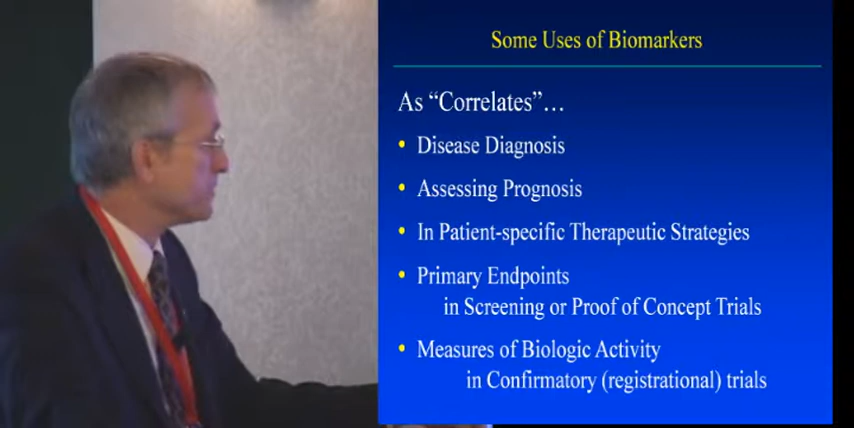 Some Uses of Biomarkers
As “Correlates”…
• Disease Diagnosis
• Assessing Prognosis
• In Patient-specific Therapeutic Strategies
• Primary Endpoints
in Screening or Proof of Concept Trials
• Measures of Biologic Activity
in Confirmatory (registrational) trials